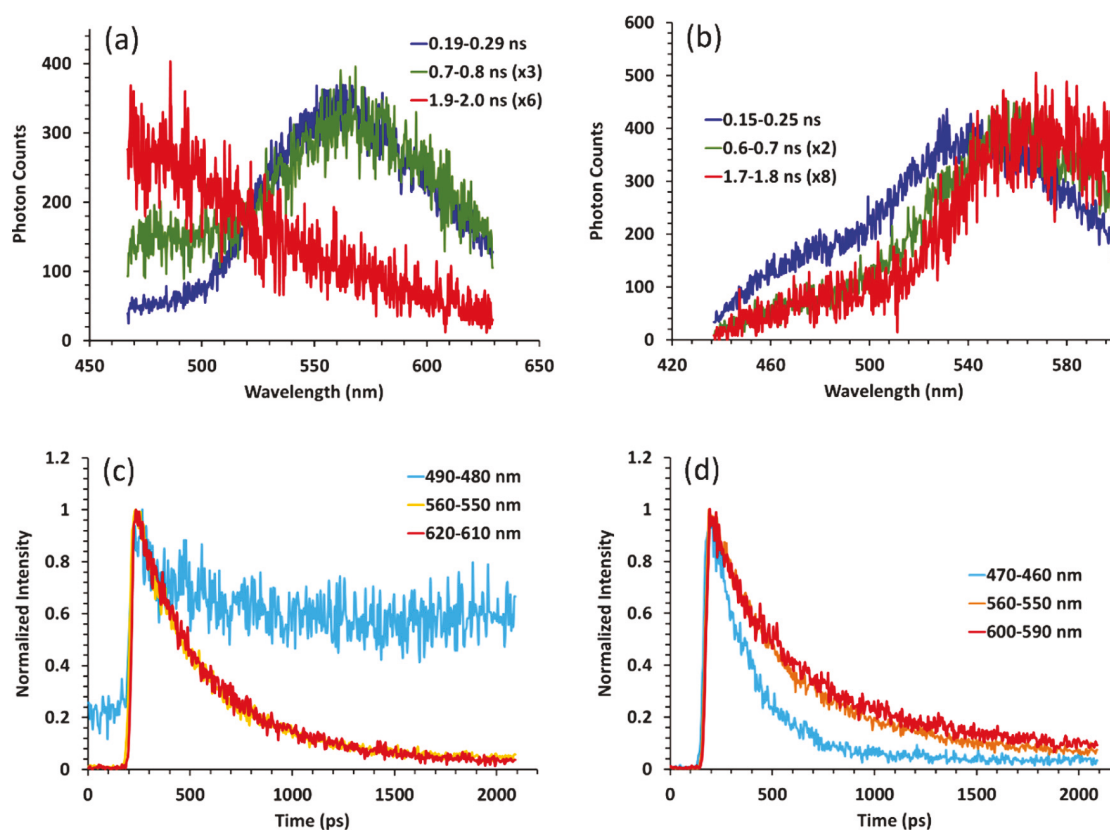 (a)
0.19-0.29 ns
0.7-0.8 ns (x3)
1.9-2.0 ns (x6)
Photon Counts
400
300
200
100
0
450
500
550
600
650
Wavelength (nm)
(b)
0.15-0.25 ns
0.6-0.7 ns (x2)
1.7-1.8 ns (x8)
Photon Counts
600
500
400
300
200
100
0
420
460
500
540
580
Wavelength (nm)
(c)
490-480 nm
560-550 nm
620-610 nm
Normalized Intensity
1.2
1
0.8
0.6
0.4
0.2
0
0
500
1000
1500
2000
Time (ps)
(d)
470-460 nm
560-550 nm
600-590 nm
Normalized Intensity
1.2
1
0.8
0.6
0.4
0.2
0
0
500
1000
1500
2000
Time (ps)